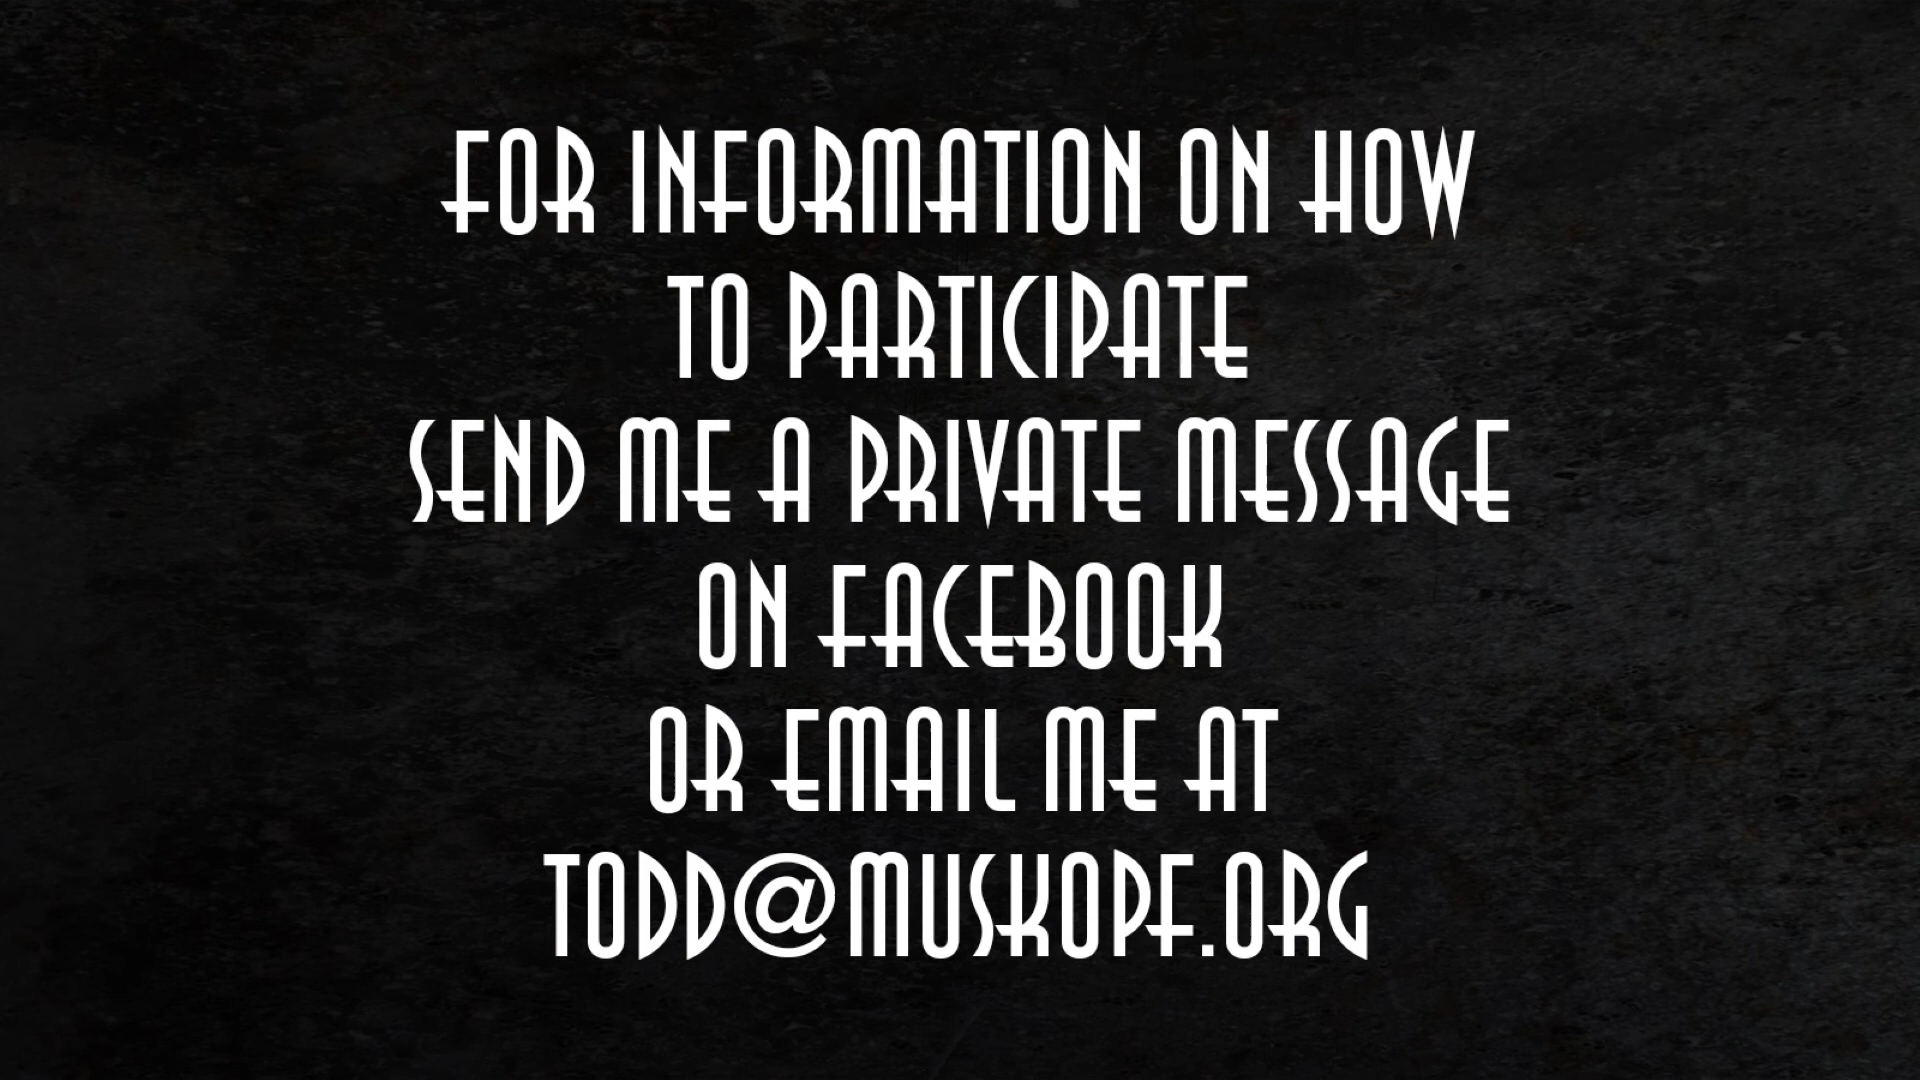 FOR INFORMATION ON HOW
TO PARTICIPATE
SEND ME A PRIVATE MESSAGE
ON FACEBOOK
OR EMAIL ME AT
TODD@MUSKOPF.ORG